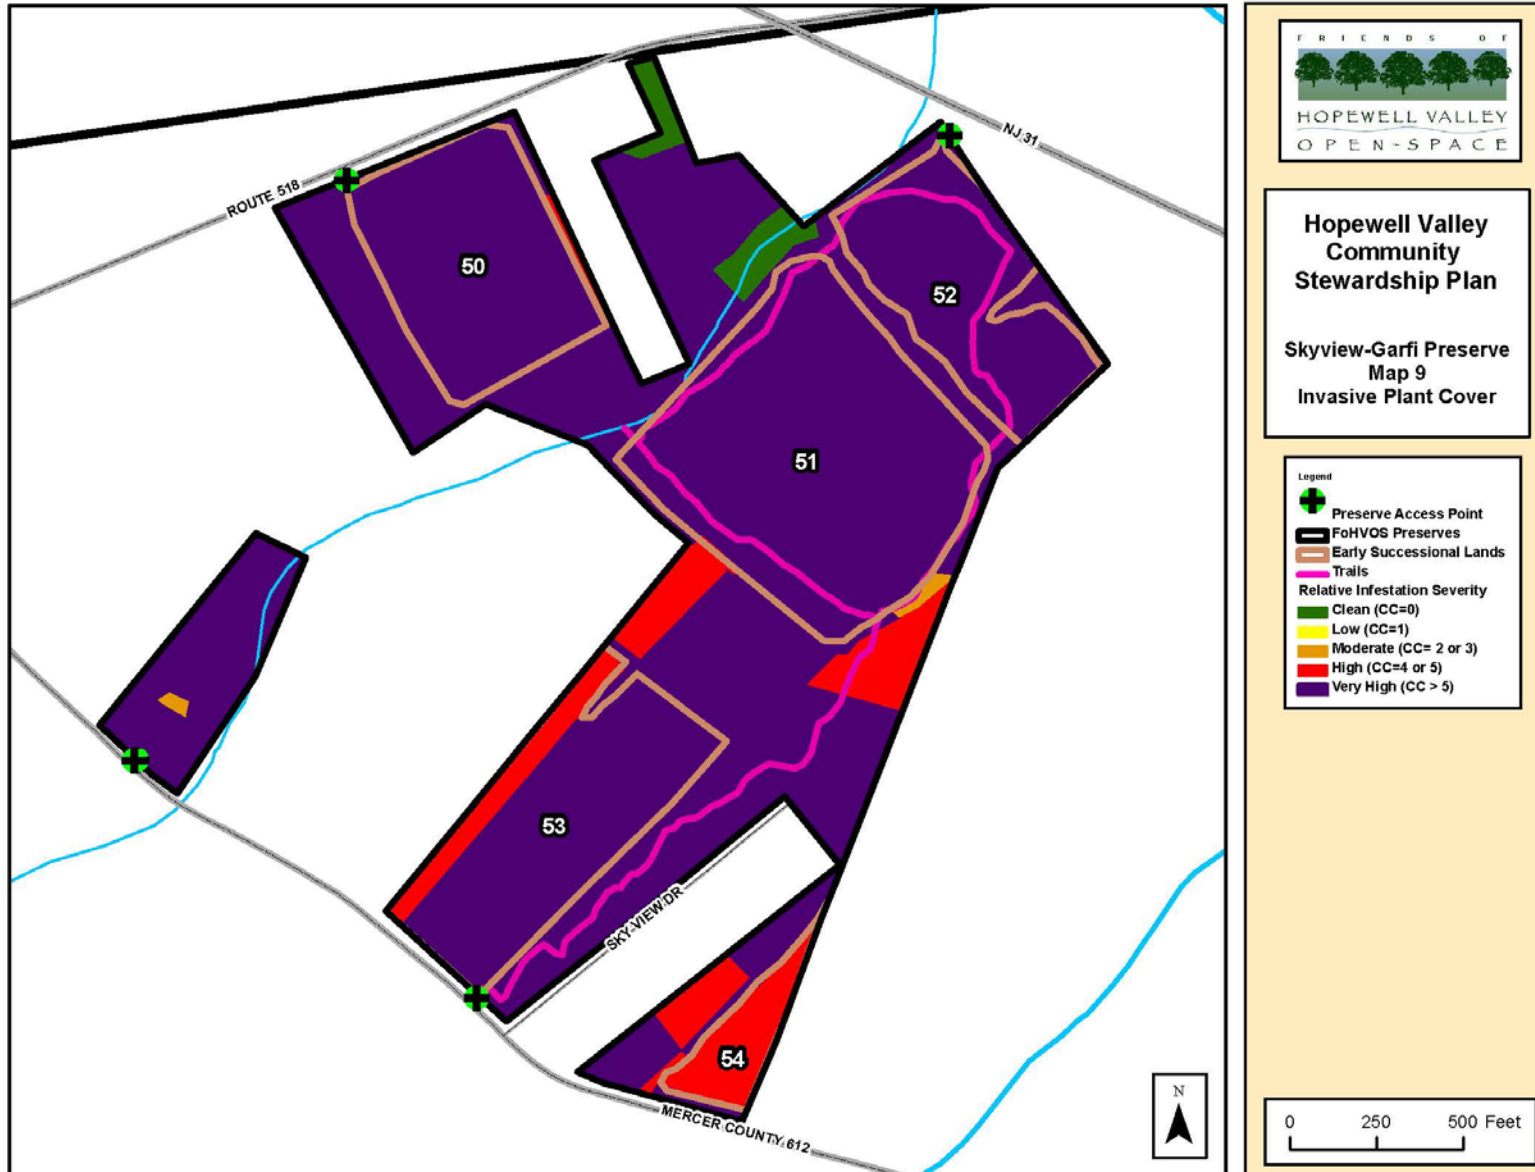 ROUTE 518
NJ 31
50
52
51
53
SKY VIEW DR
54
MERCER COUNTY 612
N
FRIENDS OF
HOPEWELL VALLEY
OPEN-SPACE
Hopewell Valley
Community
Stewardship Plan
Skyview-Garfi Preserve
Map 9
Invasive Plant Cover
Legend
Preserve Access Point
FoHVOS Preserves
Early Successional Lands
Trails
Relative Infestation Severity
Clean (CC=0)
Low (CC=1)
Moderate (CC= 2 or 3)
High (CC=4 or 5)
Very High (CC > 5)
0 250 500 Feet